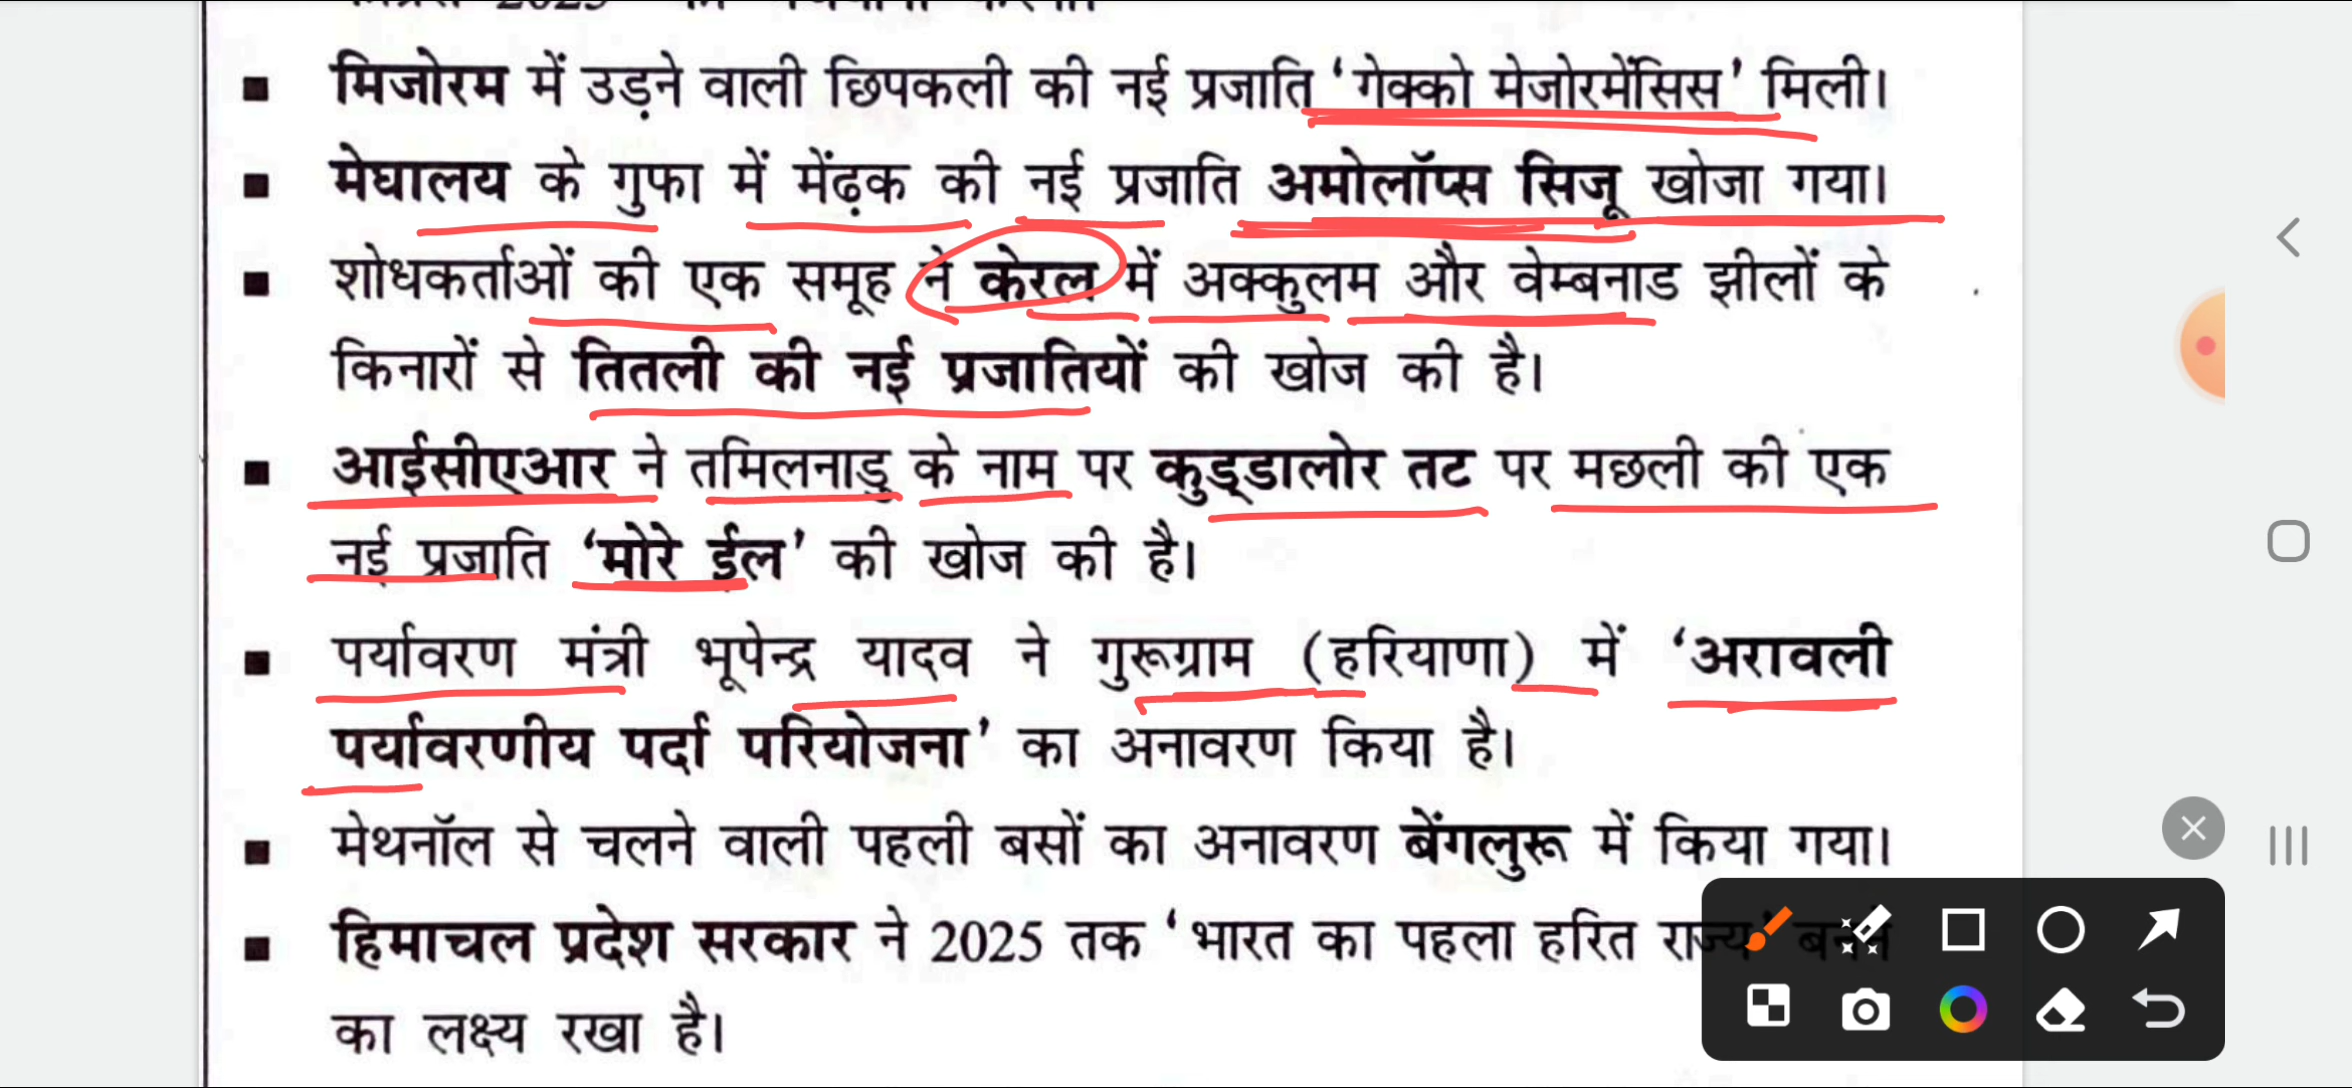 2025
■ मिजोरम में उड़ने वाली छिपकली की नई प्रजाति ‘गेक्को मेजोरमेंसिस’ मिली।
■ मेघालय के गुफा में मेंढ़क की नई प्रजाति अमोलॉप्स सिजू खोजा गया।
■ शोधकर्ताओं की एक समूह ने केरल में अक्कुलम और वेम्बनाड झीलों के
किनारों से तितली की नई प्रजातियों की खोज की है।
■ आईसीएआर ने तमिलनाडु के नाम पर कुड्डालोर तट पर मछली की एक
नई प्रजाति ‘मोरे ईल’ की खोज की है।
■ पर्यावरण मंत्री भूपेन्द्र यादव ने गुरूग्राम (हरियाणा) में ‘अरावली
पर्यावरणीय पर्दा परियोजना’ का अनावरण किया है।
■ मेथनॉल से चलने वाली पहली बसों का अनावरण बेंगलुरू में किया गया।
■ हिमाचल प्रदेश सरकार ने 2025 तक ‘भारत का पहला हरित राज्य’ बनने
का लक्ष्य रखा है।